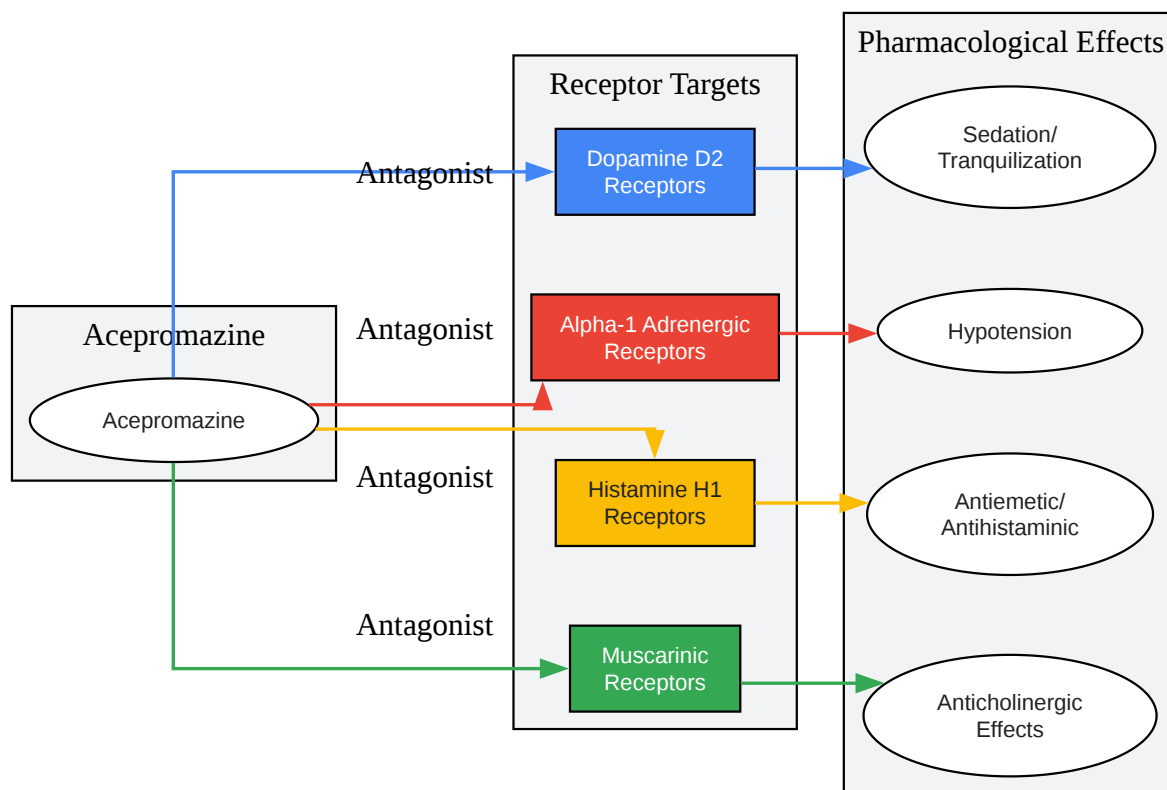 Acepromazine
Acepromazine
Antagonist
Antagonist
Antagonist
Antagonist
Receptor Targets
Dopamine D2
Receptors
Alpha-1 Adrenergic
Receptors
Histamine H1
Receptors
Muscarinic
Receptors
Pharmacological Effects
Sedation/
Tranquilization
Hypotension
Antiemetic/
Antihistaminic
Anticholinergic
Effects